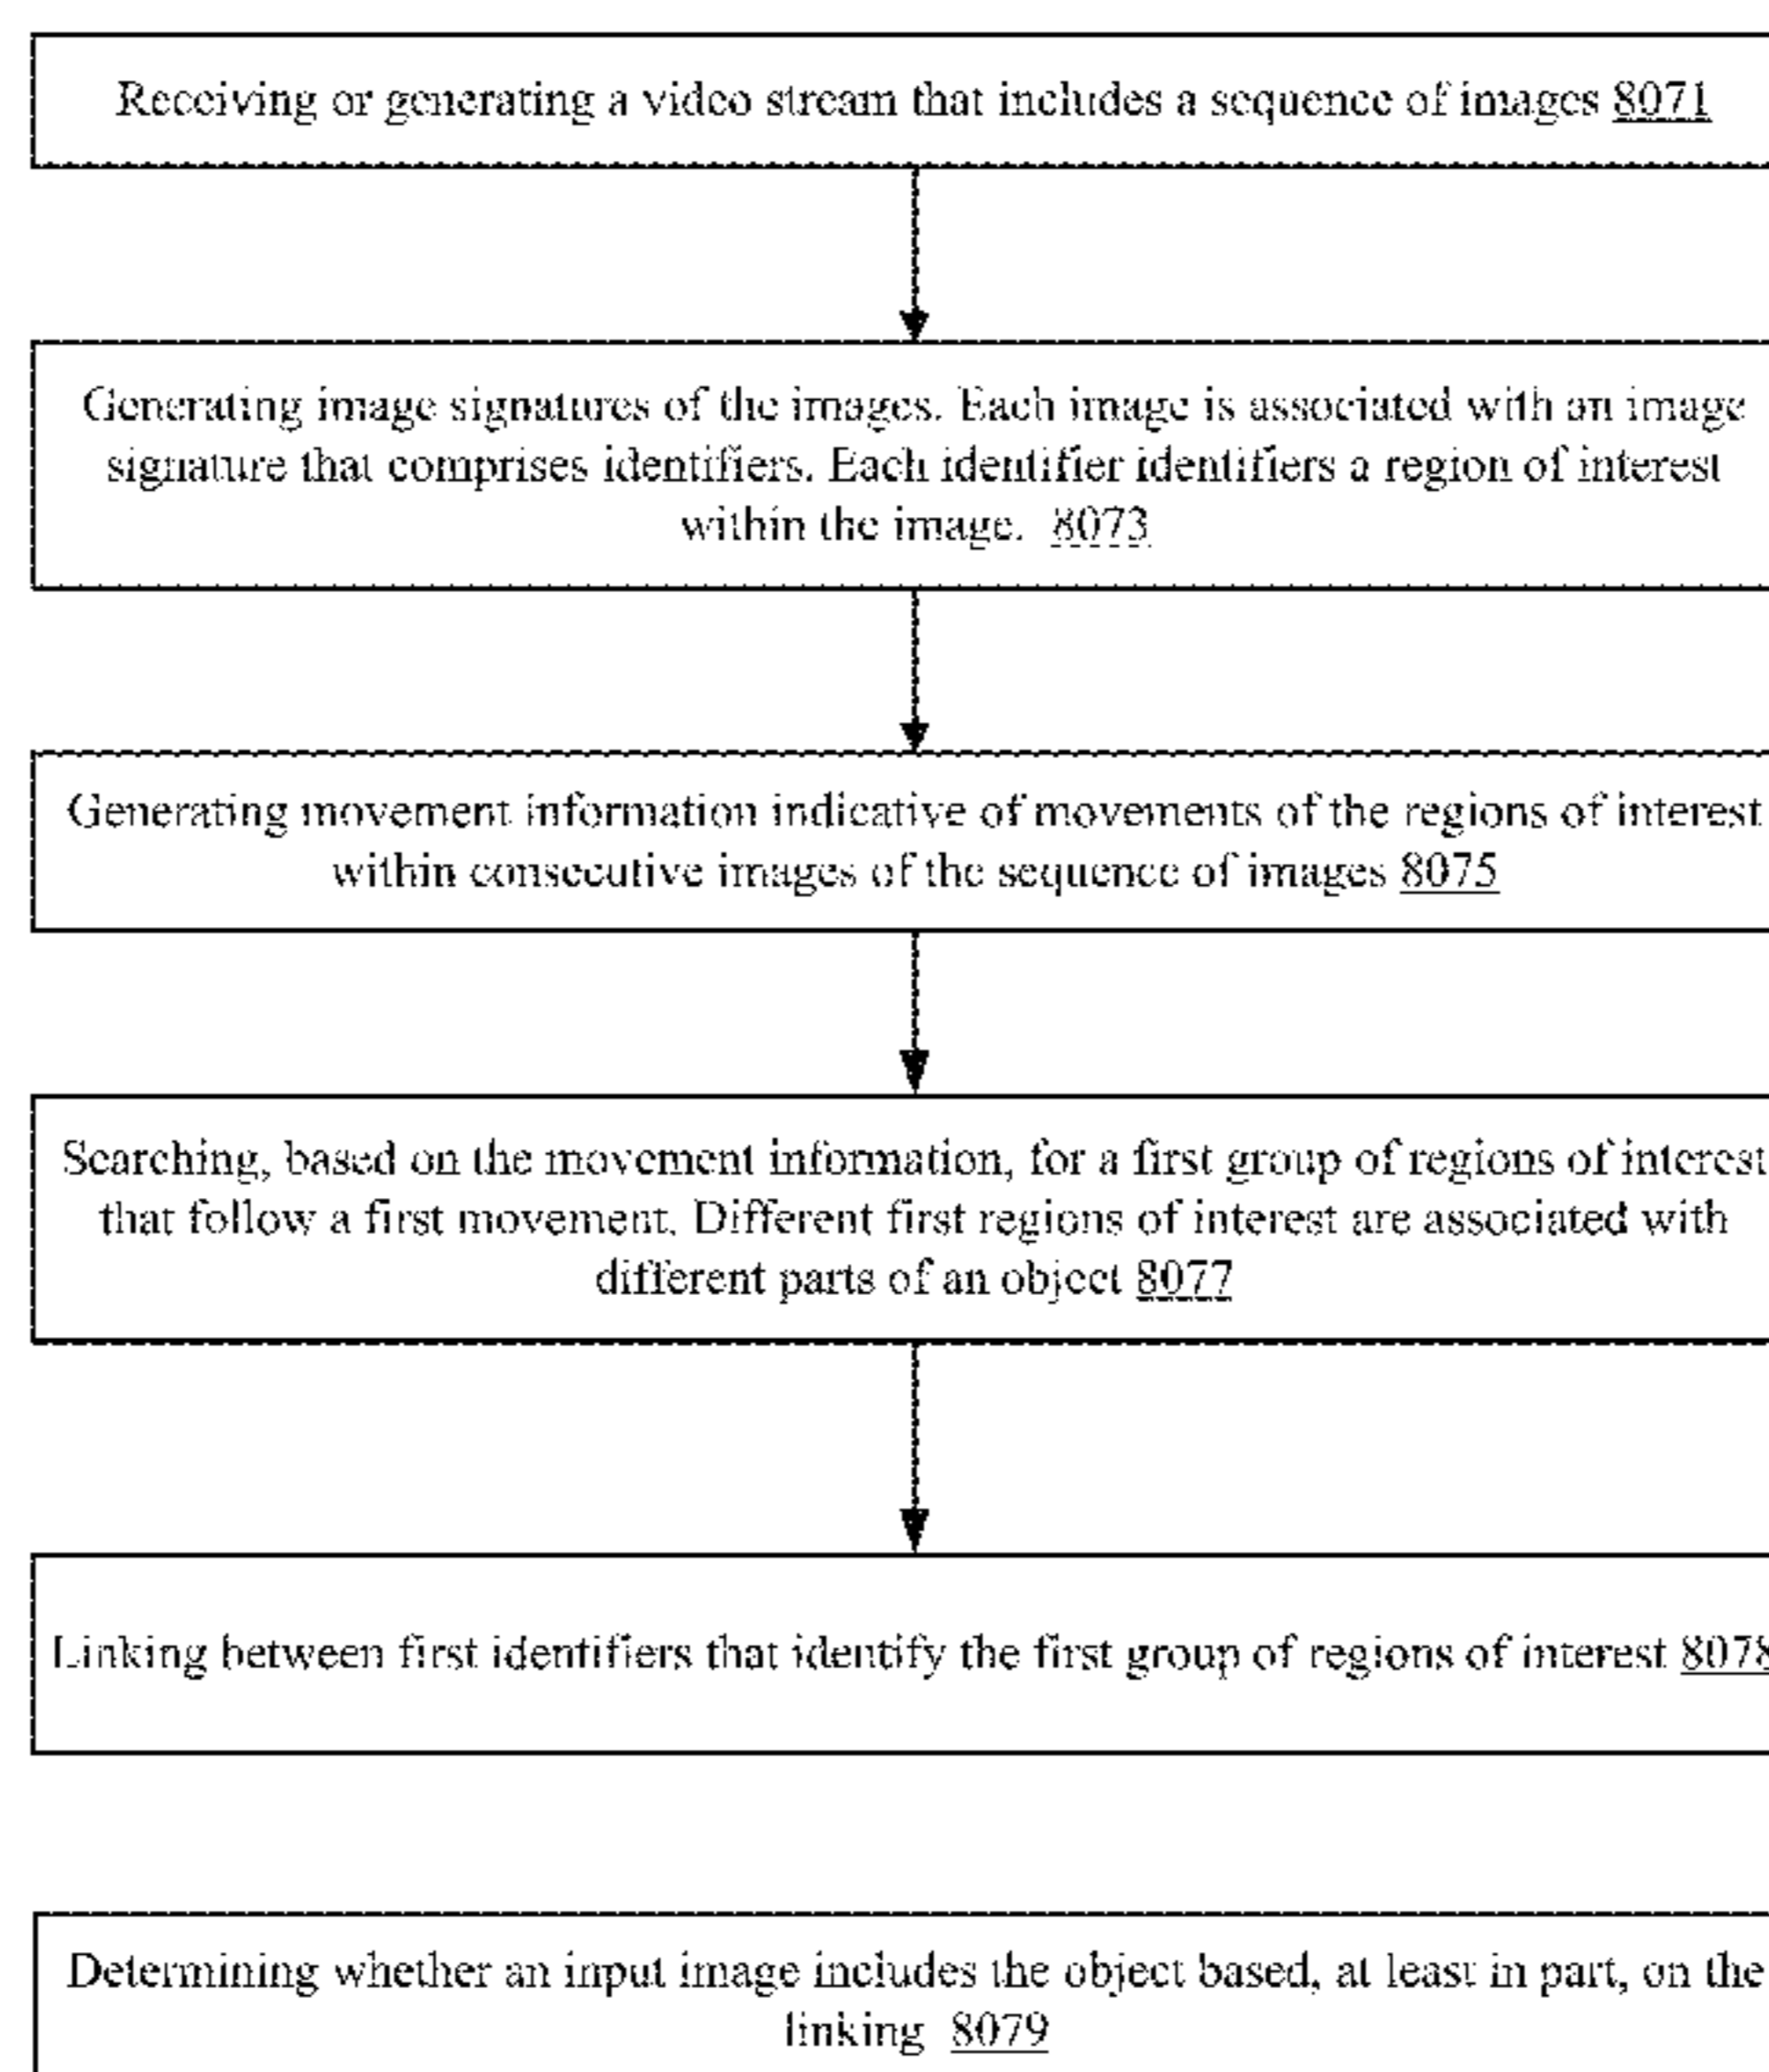 Receiving or generating a video stream that includes a sequence of images 8071
Generating image signatures of the images. Each image is associated with an image
signature that comprises identifiers. Each identifier identifiers a region of interest
within the image. 8073
Generating movement information indicative of movements of the regions of interest
within consecutive images of the sequence of images 8075
Searching, based on the movement information, for a first group of regions of interest
that follow a first movement. Different first regions of interest are associated with
different parts of an object 8077
Linking between first identifiers that identify the first group of regions of interest 8078
Determining whether an input image includes the object based, at least in part, on the
linking 8079